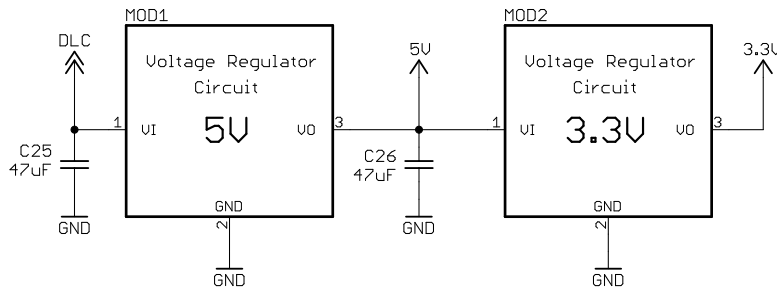 MOD1
MOD2
DLC
Voltage Regulator
Circuit
5V
Voltage Regulator
Circuit
3.3V
1
VI
5V
VO
3
1
VI
3.3V
VO
3
C25
47uF
C26
47uF
GND
GND
GND
2
GND
2
GND
GND
GND